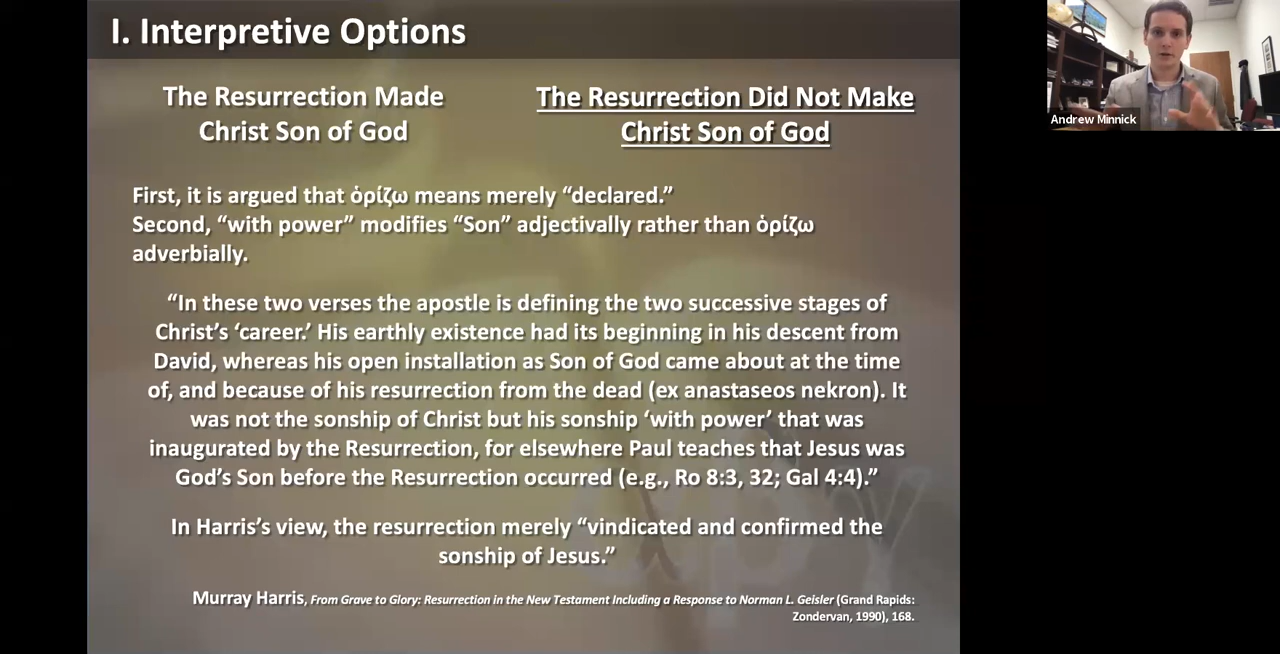 I. Interpretive Options
The Resurrection Made
Christ Son of God
The Resurrection Did Not Make
Christ Son of God
First, it is argued that ὁρίζω means merely “declared.”
Second, “with power” modifies “Son” adjectivally rather than ὁρίζω
adverbially.
“In these two verses the apostle is defining the two successive stages of
Christ’s ‘career.’ His earthly existence had its beginning in his descent from
David, whereas his open installation as Son of God came about at the time
of, and because of his resurrection from the dead (ex anastaseos nekron). It
was not the sonship of Christ but his sonship ‘with power’ that was
inaugurated by the Resurrection, for elsewhere Paul teaches that Jesus was
God’s Son before the Resurrection occurred (e.g., Ro 8:3, 32; Gal 4:4).”
In Harris’s view, the resurrection merely “vindicated and confirmed the
sonship of Jesus.”
Murray Harris, From Grave to Glory: Resurrection in the New Testament Including a Response to Norman L. Geisler (Grand Rapids:
Zondervan, 1990), 168.
Andrew Minnick